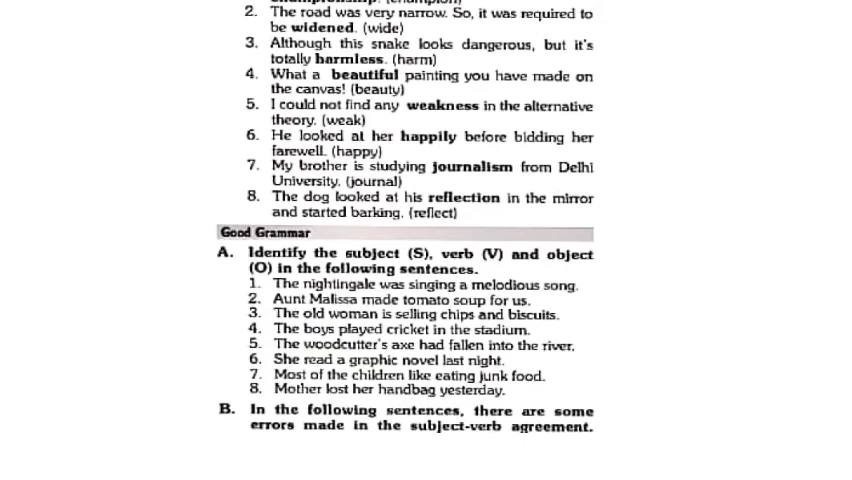 championship. (champion)
2. The road was very narrow. So, it was required to
be widened. (wide)
3. Although this snake looks dangerous, but it's
totally harmless. (harm)
4. What a beautiful painting you have made on
the canvas! (beauty)
5. I could not find any weakness in the alternative
theory. (weak)
6. He looked at her happily before bidding her
farewell. (happy)
7. My brother is studying journalism from Delhi
University. (journal)
8. The dog looked at his reflection in the mirror
and started barking. (reflect)
Good Grammar
A. Identify the subject (S), verb (V) and object
(O) in the following sentences.
1. The nightingale was singing a melodious song.
2. Aunt Malissa made tomato soup for us.
3. The old woman is selling chips and biscuits.
4. The boys played cricket in the stadium.
5. The woodcutter's axe had fallen into the river.
6. She read a graphic novel last night.
7. Most of the children like eating junk food.
8. Mother lost her handbag yesterday.
B. In the following sentences, there are some
errors made in the subject-verb agreement.